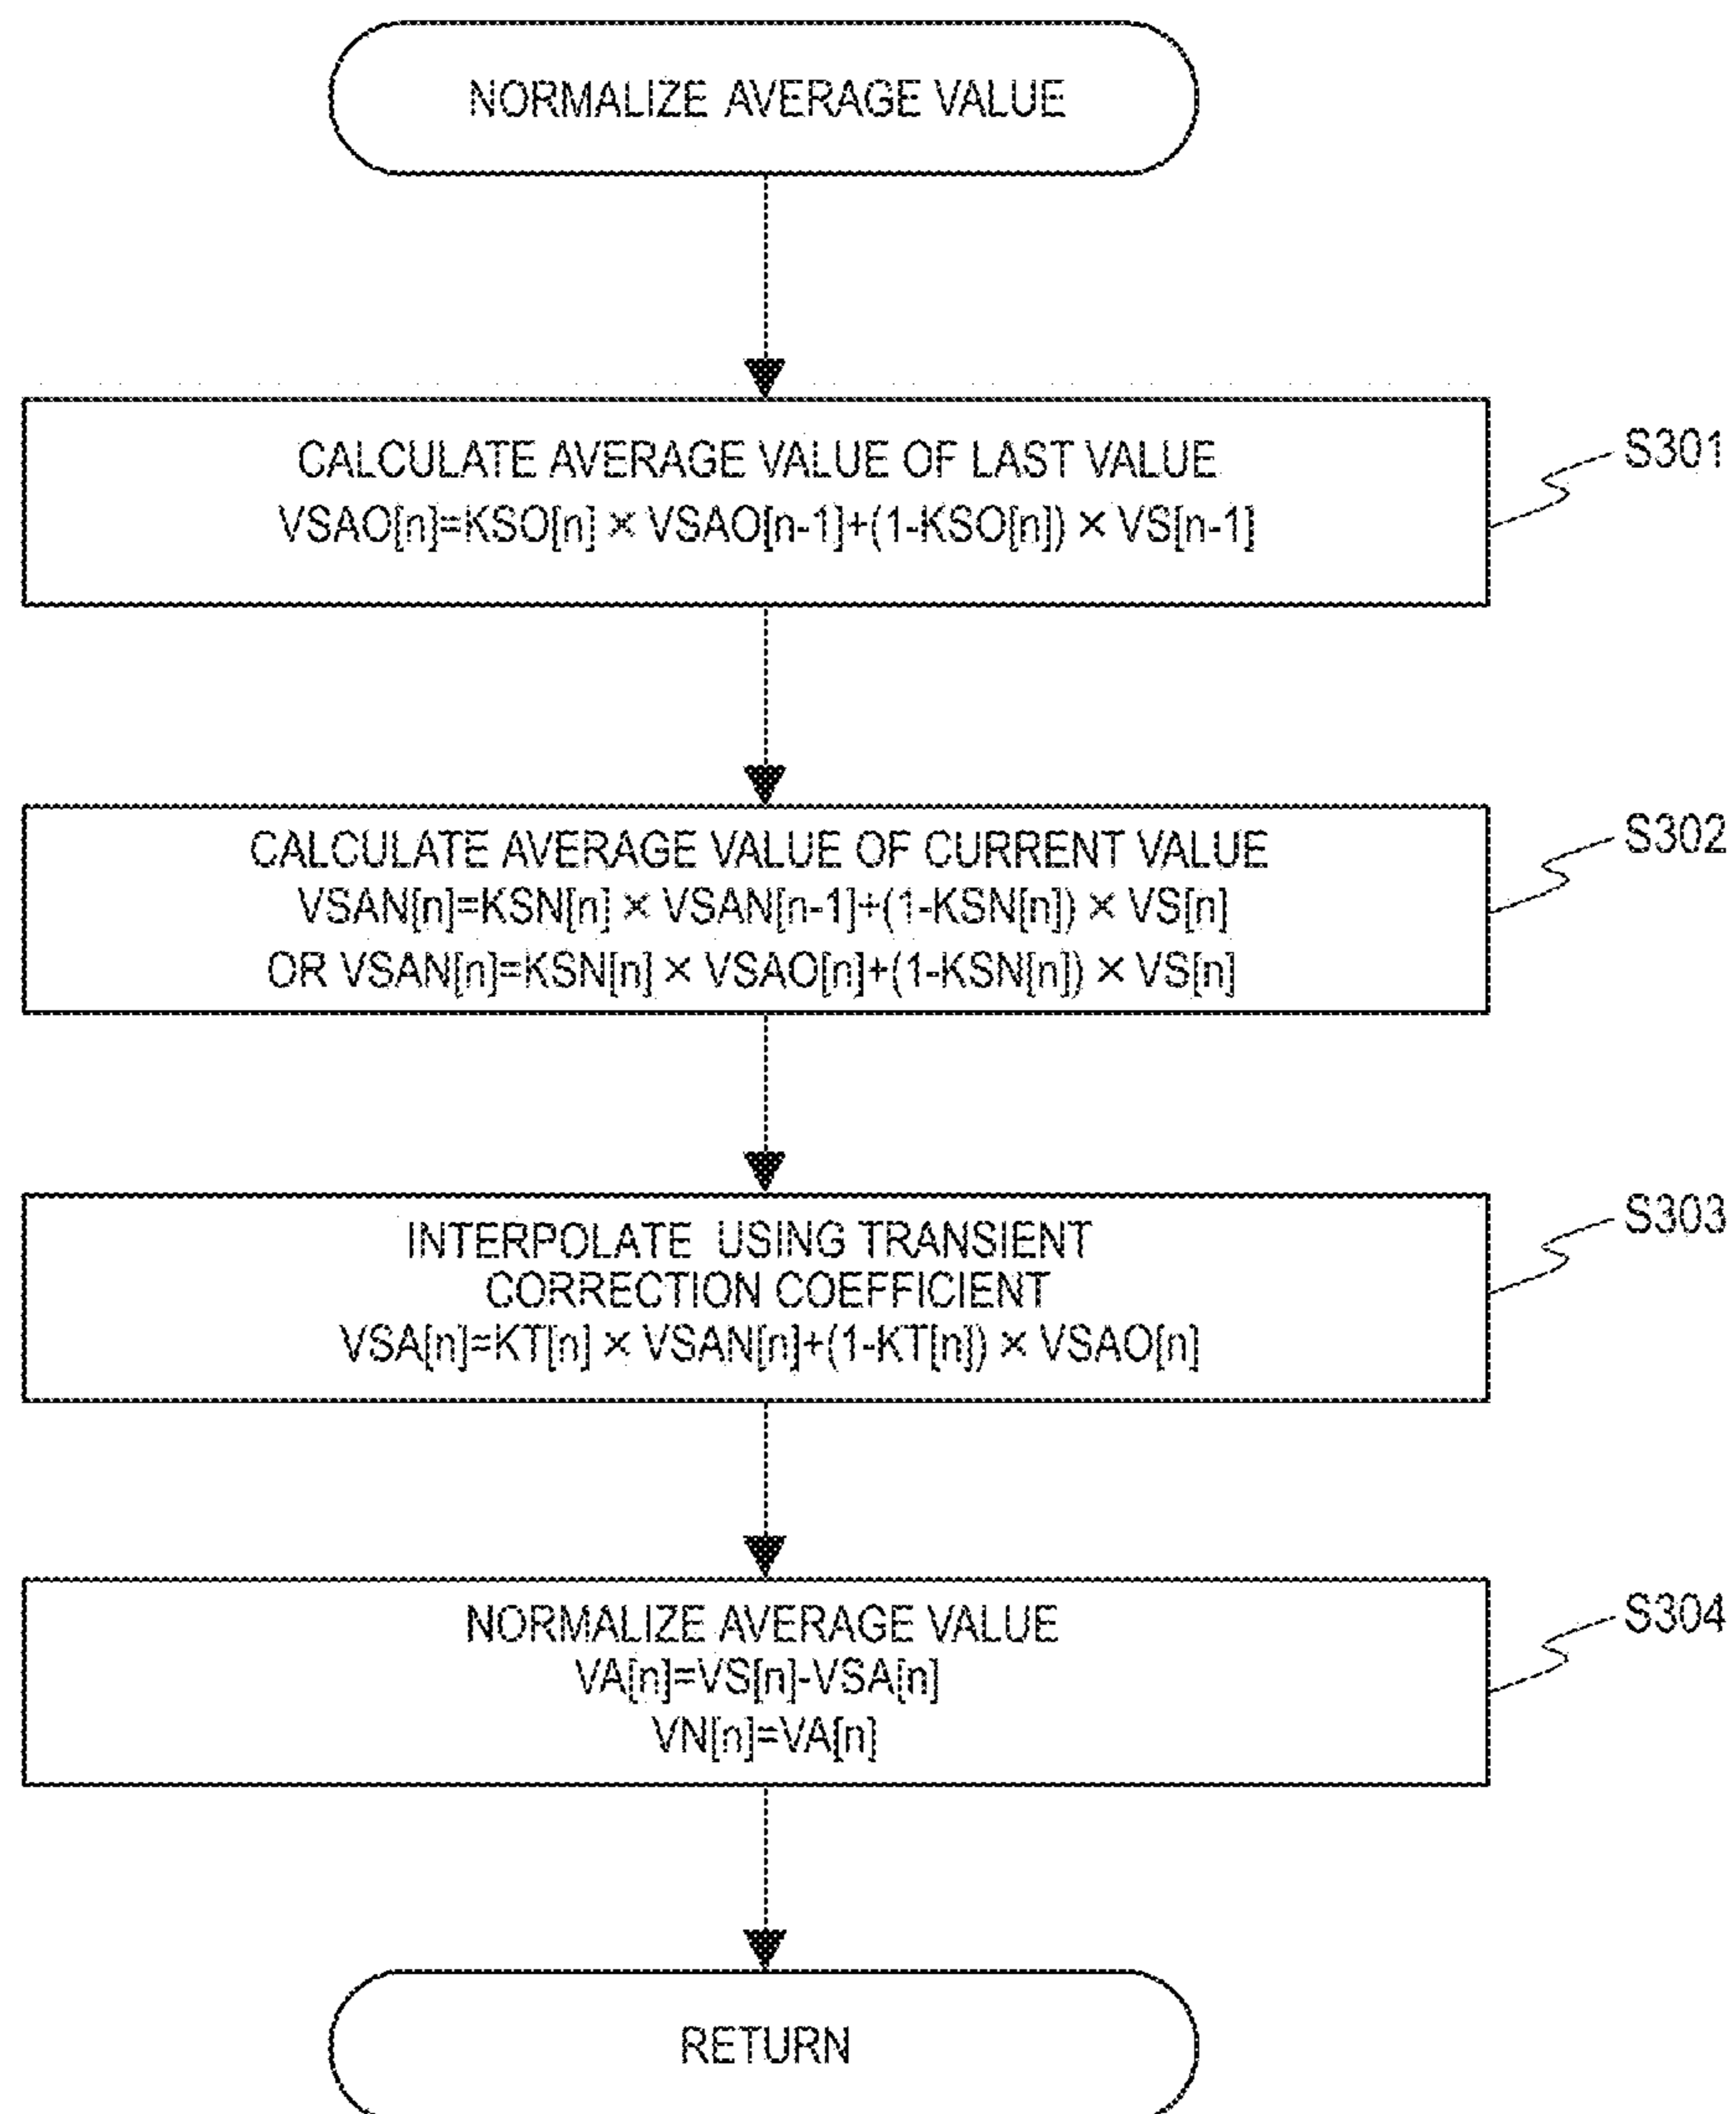 NORMALIZE AVERAGE VALUE
CALCULATE AVERAGE VALUE OF LAST VALUE
VSAO[n]=KSO[n] × VSAO[n-1]+(1-KSO[n]) × VS[n-1]
S301
CALCULATE AVERAGE VALUE OF CURRENT VALUE
VSAN[n]=KSN[n] × VSAN[n-1]+(1-KSN[n]) × VS[n]
OR VSAN[n]=KSN[n] × VSAO[n]+(1-KSN[n]) × VS[n]
S302
INTERPOLATE USING TRANSIENT
CORRECTION COEFFICIENT
VSA[n]=KT[n] × VSAN[n]+(1-KT[n]) × VSAO[n]
S303
NORMALIZE AVERAGE VALUE
VA[n]=VS[n]-VSA[n]
VN[n]=VA[n]
S304
RETURN